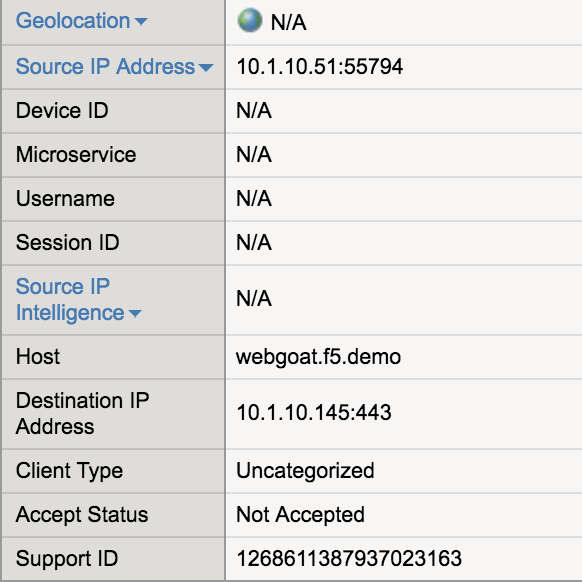 Geolocation N/A
Source IP Address 10.1.10.51:55794
Device ID N/A
Microservice N/A
Username N/A
Session ID N/A
Source IP
Intelligence N/A
Host webgoat.f5.demo
Destination IP
Address 10.1.10.145:443
Client Type Uncategorized
Accept Status Not Accepted
Support ID 1268611387937023163